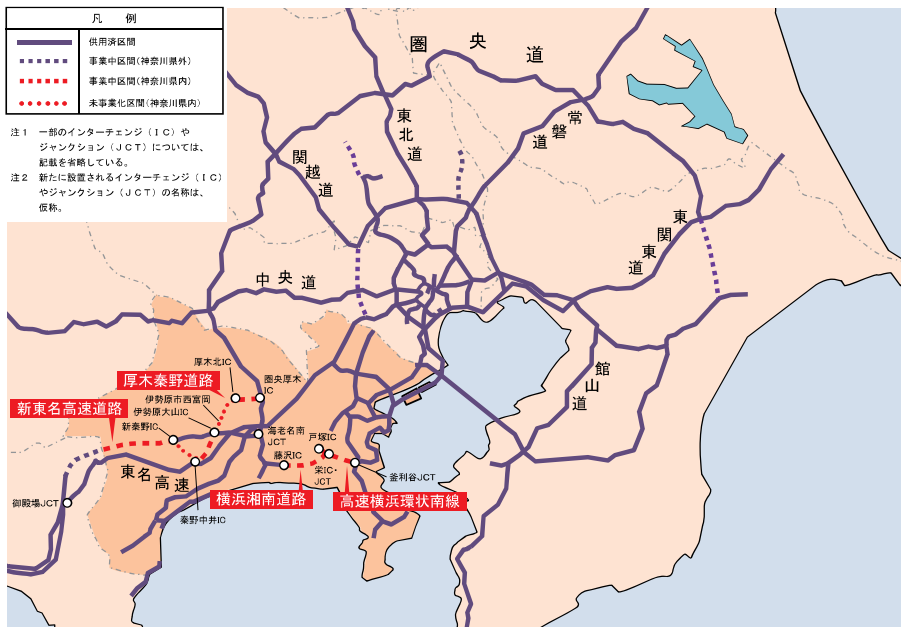 凡　例
供用済区間
事業中区間(神奈川県外)
事業中区間(神奈川県内)
未事業化区間(神奈川県内)
注１　一部のインターチェンジ（ＩＣ）や
ジャンクション（ＪＣＴ）については、
記載を省略している。
注２　新たに設置されるインターチェンジ（ＩＣ）
やジャンクション（ＪＣＴ）の名称は、
仮称。
圏央道
東北道
常磐道
関越道
東関東道
中央道
館山道
厚木北IC
圏央厚木
IC
厚木秦野道路
伊勢原市西富岡
伊勢原大山IC
新東名高速道路
新秦野IC
海老名南
JCT
戸塚IC
藤沢IC
栄IC・
JCT
釜利谷JCT
東名高速
横浜湘南道路
高速横浜環状南線
御殿場JCT
秦野中井IC